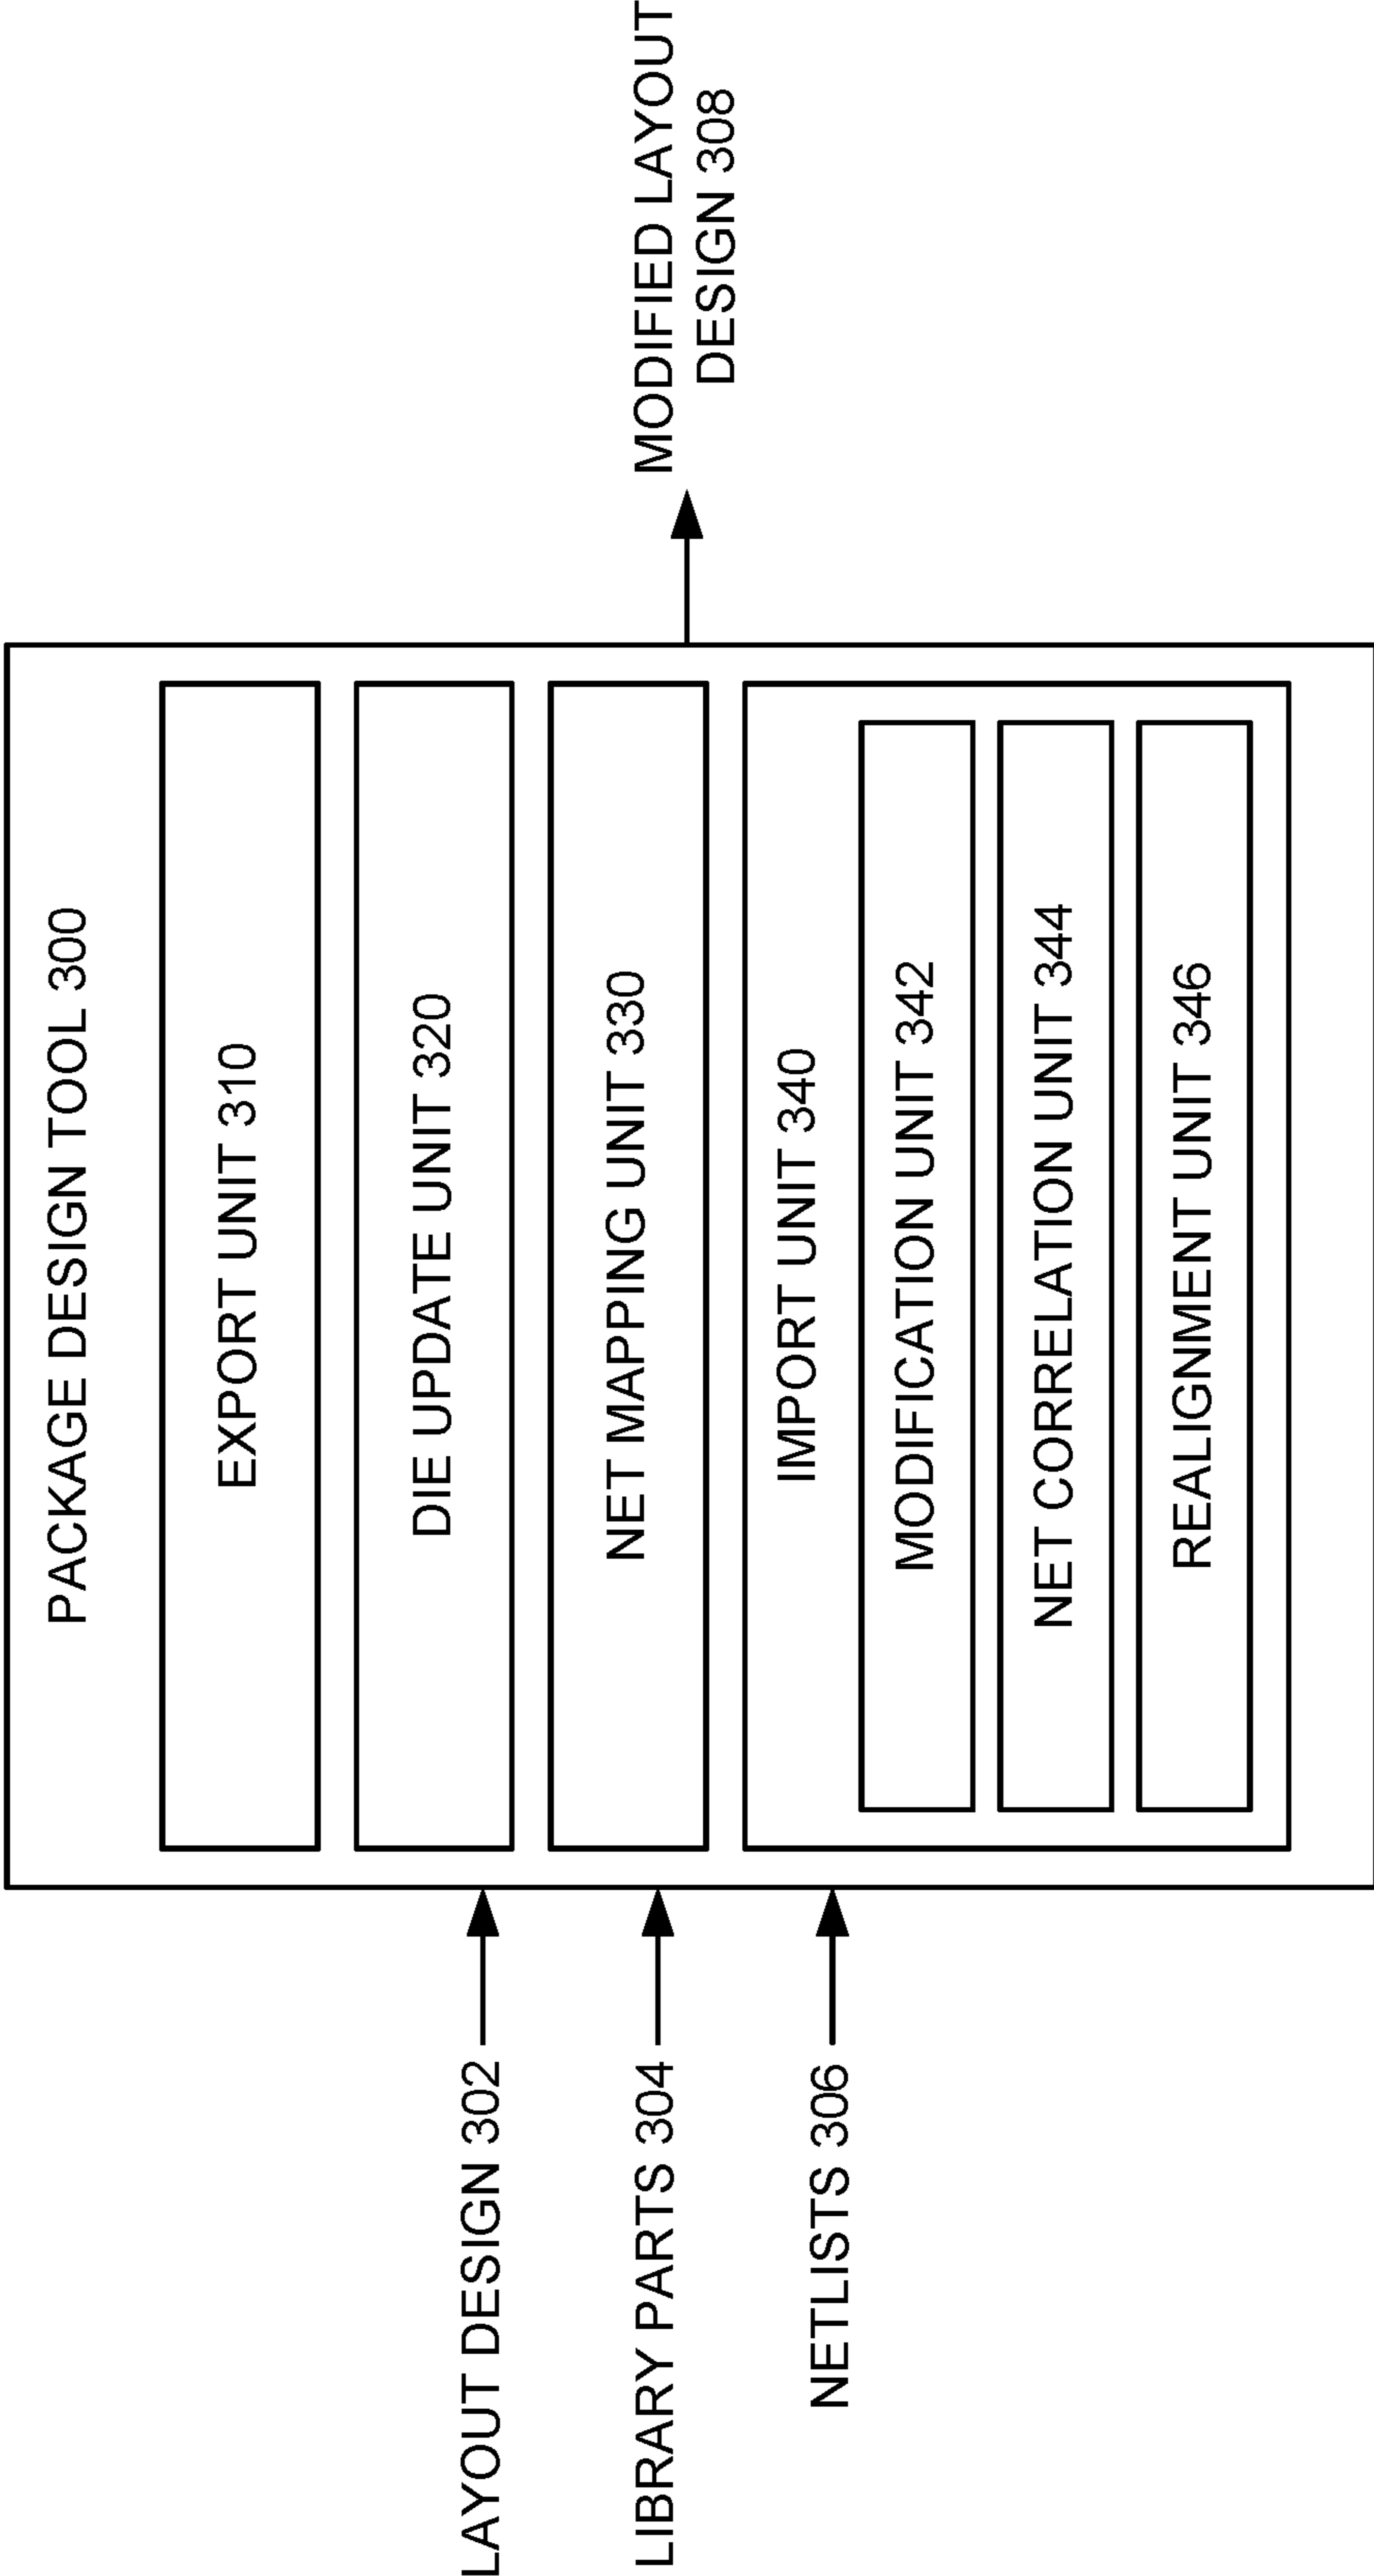 PACKAGE DESIGN TOOL 300
EXPORT UNIT 310
DIE UPDATE UNIT 320
NET MAPPING UNIT 330
IMPORT UNIT 340
MODIFICATION UNIT 342
NET CORRELATION UNIT 344
REALIGNMENT UNIT 346
LAYOUT DESIGN 302
LIBRARY PARTS 304
NETLISTS 306
MODIFIED LAYOUT
DESIGN 308